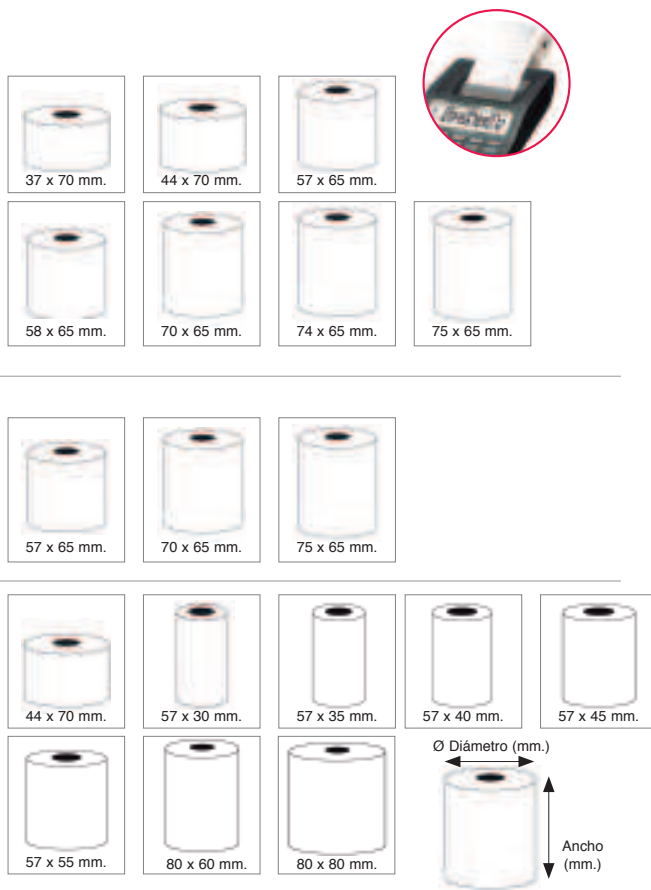 37 x 70 mm.
44 x 70 mm.
57 x 65 mm.
58 x 65 mm.
70 x 65 mm.
74 x 65 mm.
75 x 65 mm.
57 x 65 mm.
70 x 65 mm.
75 x 65 mm.
44 x 70 mm.
57 x 30 mm.
57 x 35 mm.
57 x 40 mm.
57 x 45 mm.
57 x 55 mm.
80 x 60 mm.
80 x 80 mm.
Ø Diámetro (mm.)
Ancho
(mm.)